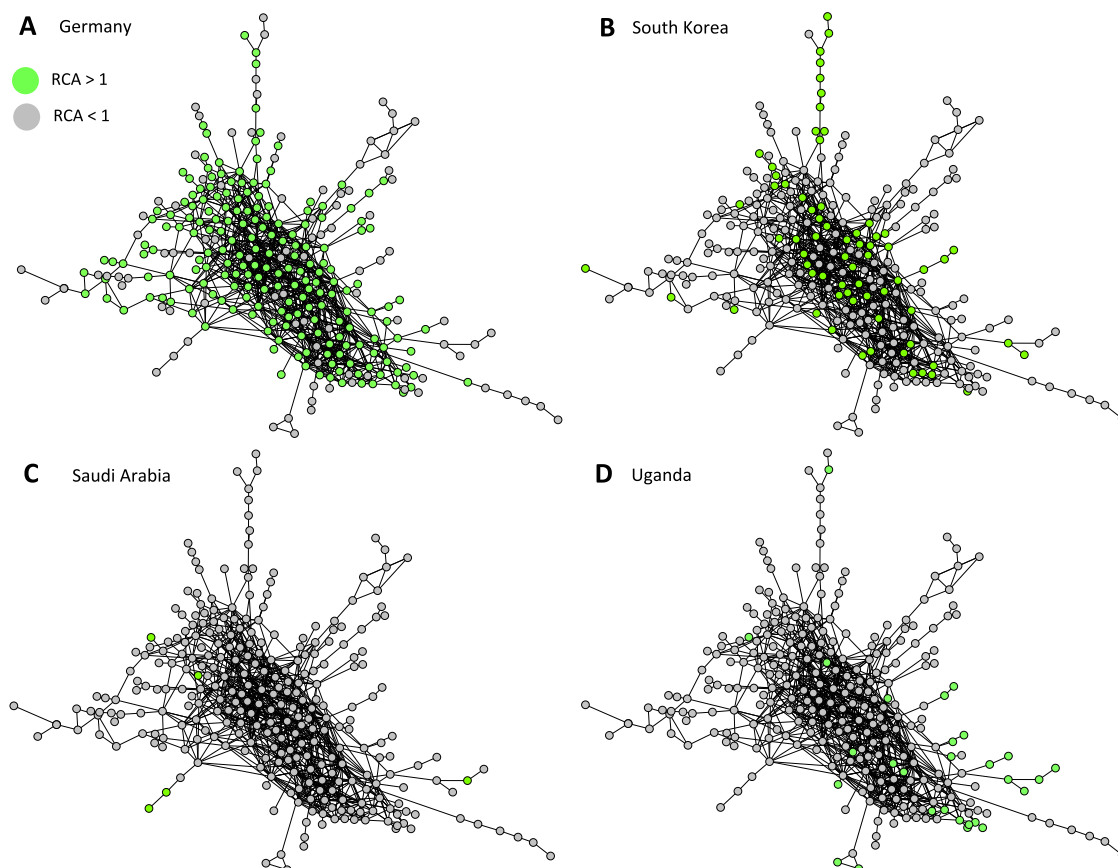 A Germany
RCA > 1
RCA < 1
B South Korea
C Saudi Arabia
D Uganda